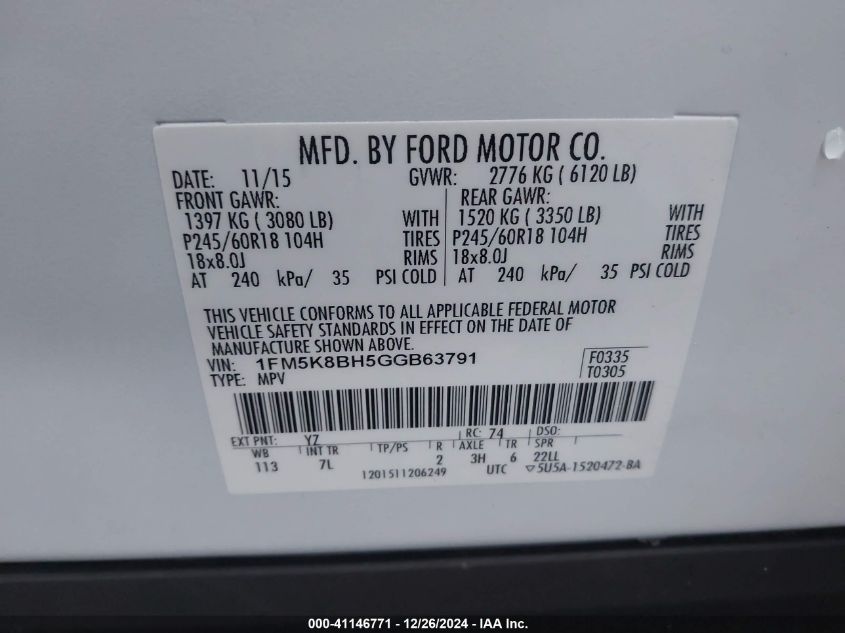 MFD. BY FORD MOTOR CO.
DATE: 11/15 GVWR: 2776 KG ( 6120 LB)
FRONT GAWR: REAR GAWR:
1397 KG ( 3080 LB) WITH 1520 KG ( 3350 LB) WITH
P245/60R18 104H TIRES P245/60R18 104H TIRES
18x8.0J RIMS 18x8.0J RIMS
AT 240 kPa/ 35 PSI COLD AT 240 kPa/ 35 PSI COLD
THIS VEHICLE CONFORMS TO ALL APPLICABLE FEDERAL MOTOR
VEHICLE SAFETY STANDARDS IN EFFECT ON THE DATE OF
MANUFACTURE SHOWN ABOVE.
VIN: 1FM5K8BH5GGB63791 F0335
TYPE: MPV T0305
EXT PNT: YZ RC: 74 DSO:
WB INT TR TP/PS R AXLE TR SPR
113 7L 2 3H 6 22LL
1201511206249 UTC ▽5U5A-1520472-BA
000-41146771 - 12/26/2024 - IAA Inc.